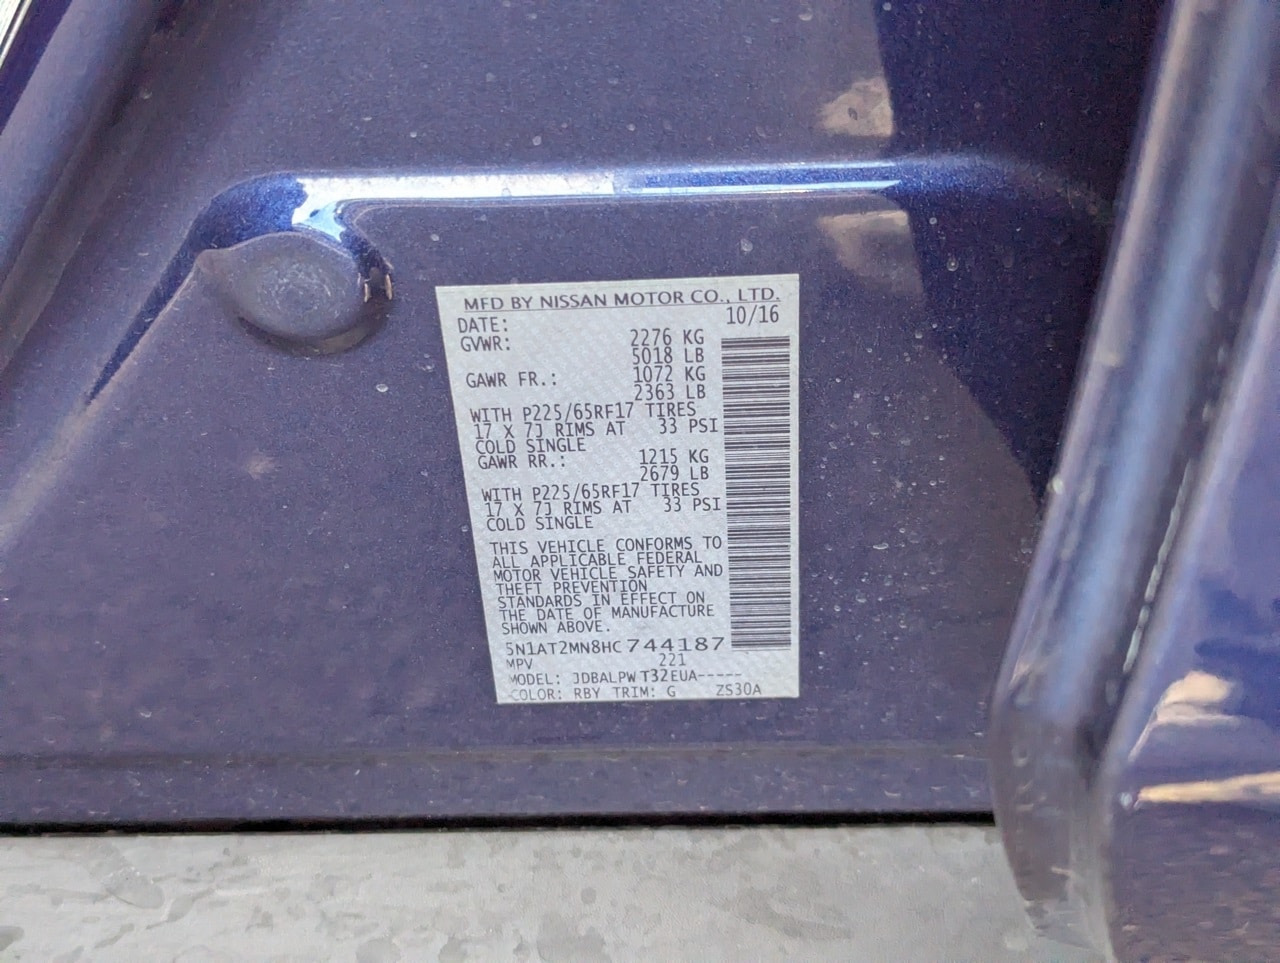 MFD BY NISSAN MOTOR CO., LTD.
DATE: 10/16
GVWR: 2276 KG
5018 LB
GAWR FR.: 1072 KG
2363 LB
WITH P225/65RF17 TIRES
17 X 7J RIMS AT 33 PSI
COLD SINGLE
GAWR RR.: 1215 KG
2679 LB
WITH P225/65RF17 TIRES
17 X 7J RIMS AT 33 PSI
COLD SINGLE
THIS VEHICLE CONFORMS TO
ALL APPLICABLE FEDERAL
MOTOR VEHICLE SAFETY AND
THEFT PREVENTION
STANDARDS IN EFFECT ON
THE DATE OF MANUFACTURE
SHOWN ABOVE.
5N1AT2MN8HC744187
MPV 221
MODEL: JDBALPWT32EUA-----
COLOR: RBY TRIM: G ZS30A